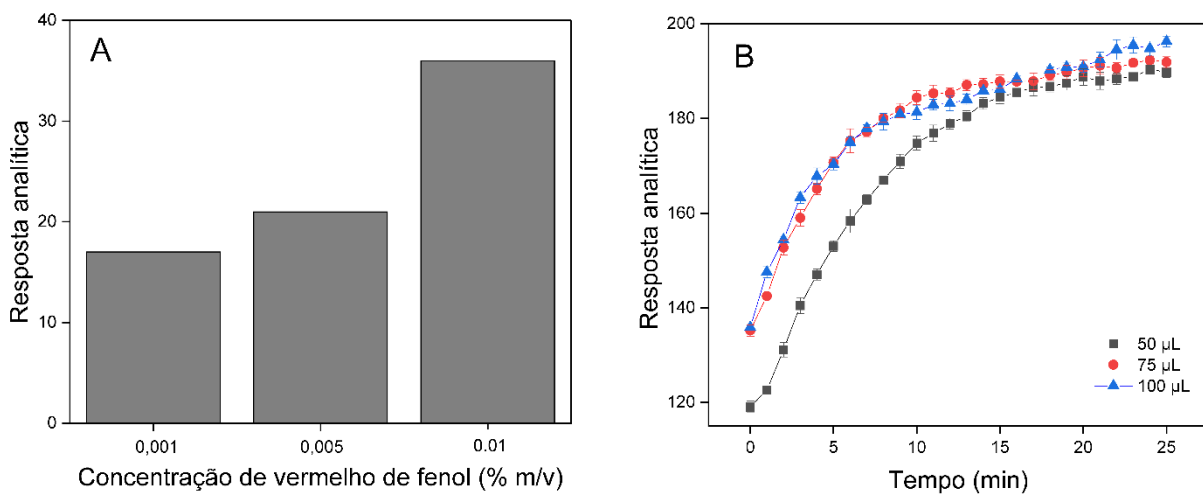 A
Resposta analítica
40
30
20
10
0
0,001
0,005
0.01
Concentração de vermelho de fenol (% m/v)
B
Resposta analítica
200
180
160
140
120
0
5
10
15
20
25
Tempo (min)
50 µL
75 µL
100 µL